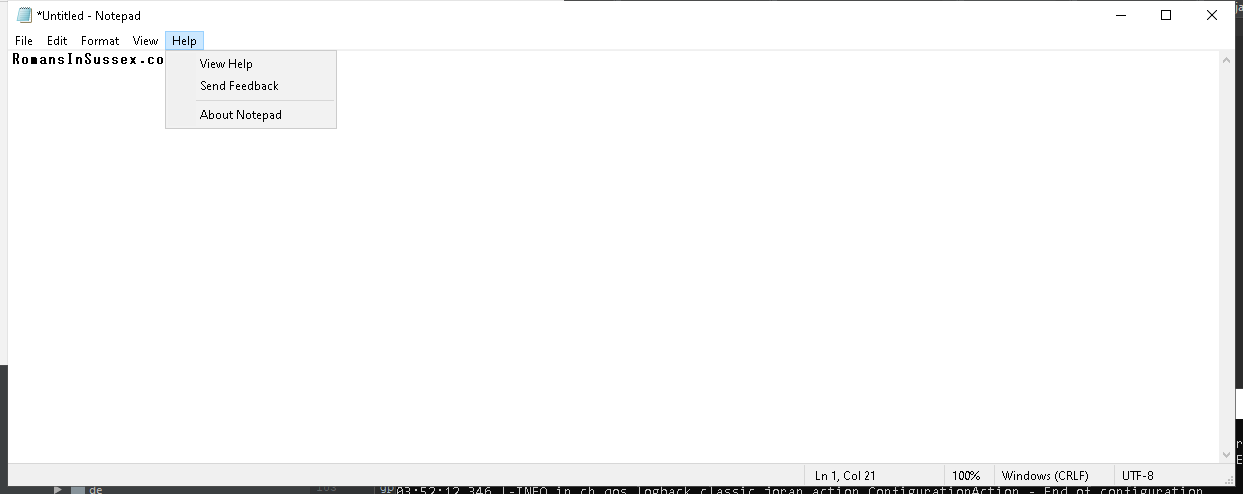 *Untitled - Notepad
File Edit Format View Help
RomansInSussex.co
View Help
Send Feedback
About Notepad
Ln 1, Col 21
100%
Windows (CRLF)
UTF-8
de
03:52:12,346 |-INFO in ch.qos.logback.classic.joran.action.ConfigurationAction - End of configuration.